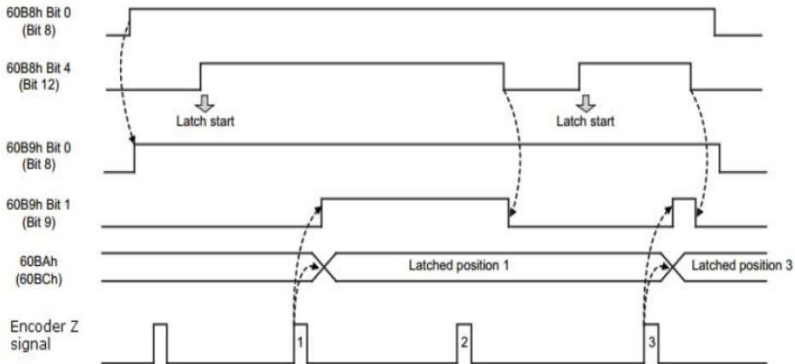 60B8h Bit 0
(Bit 8)
60B8h Bit 4
(Bit 12)
Latch start
Latch start
60B9h Bit 0
(Bit 8)
60B9h Bit 1
(Bit 9)
60BAh
(60BCh)
Latched position 1
Latched position 3
Encoder Z
signal
1
2
3